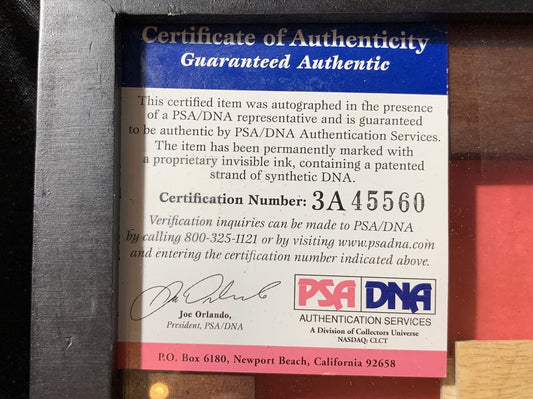 Certificate of Authenticity
Guaranteed Authentic
This certified item was autographed in the presence
of a PSA/DNA representative and is guaranteed
to be authentic by PSA/DNA Authentication Services.
The item has been permanently marked with
a proprietary invisible ink, containing a patented
strand of synthetic DNA.
Certification Number: 3A45560
Verification inquiries can be made to PSA/DNA
by calling 800-325-1121 or by visiting www.psadna.com
and entering the certification number indicated above.
Joe Orlando
Joe Orlando,
President, PSA/DNA
PSA DNA
AUTHENTICATION SERVICES
A Division of Collectors Universe
NASDAQ: CLCT
P.O. Box 6180, Newport Beach, California 92658